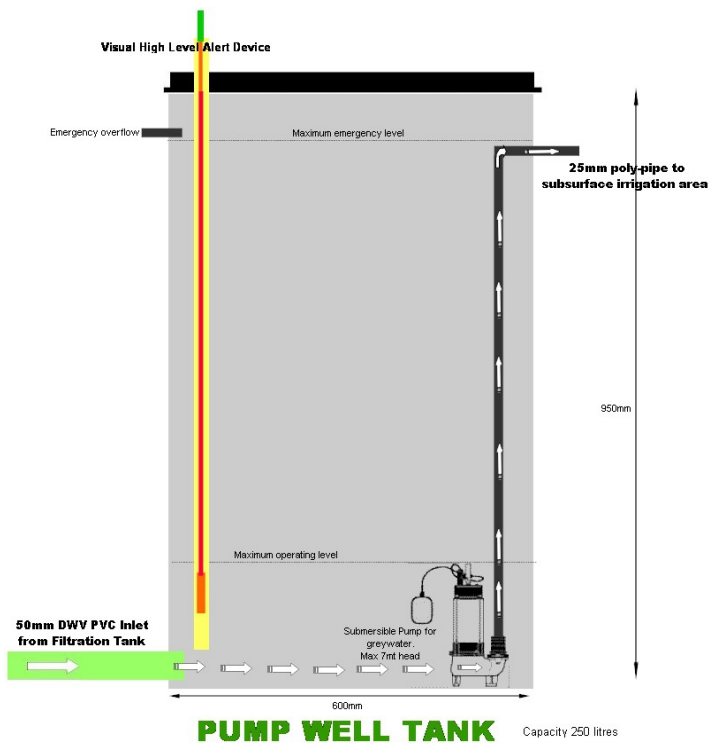 Visual High Level Alert Device
Emergency overflow
Maximum emergency level
25mm poly-pipe to
subsurface irrigation area
950mm
Maximum operating level
50mm DWV PVC Inlet
from Filtration Tank
Submersible Pump for
greywater.
Max 7mt head
600mm
PUMP WELL TANK
Capacity 250 litres